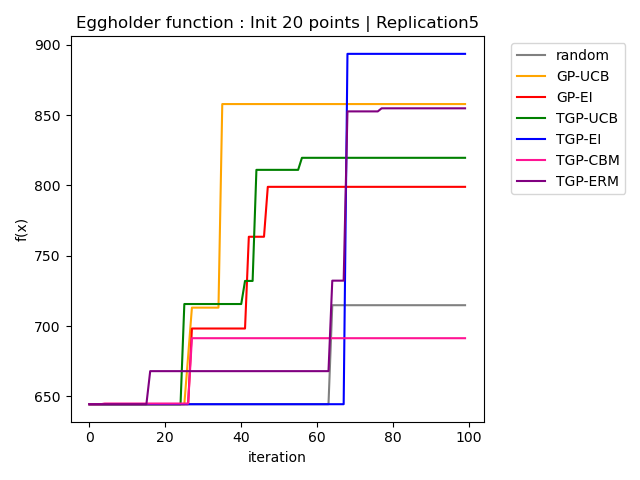 Eggholder function : Init 20 points | Replication5
f(x)
900
850
800
750
700
650
0 20 40 60 80 100
iteration
random
GP-UCB
GP-EI
TGP-UCB
TGP-EI
TGP-CBM
TGP-ERM